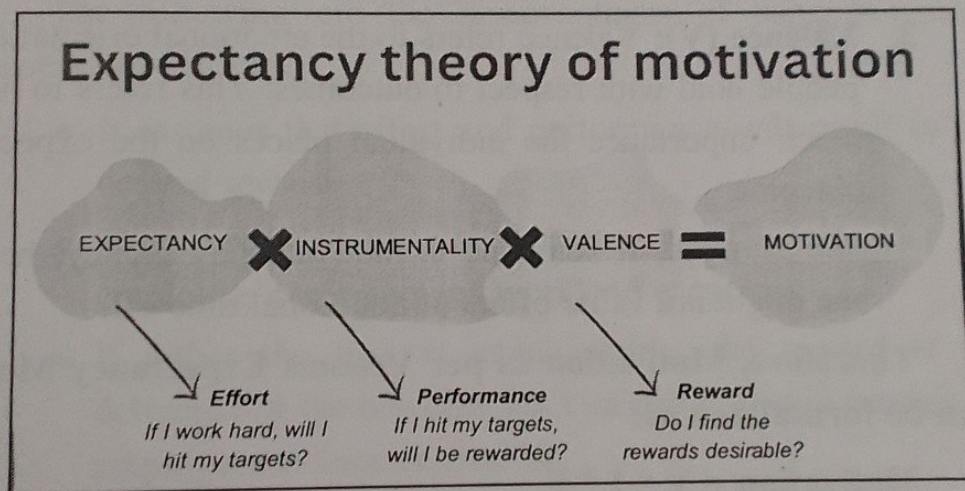 Expectancy theory of motivation
EXPECTANCY ✖ INSTRUMENTALITY ✖ VALENCE = MOTIVATION
Effort
If I work hard, will I
hit my targets?
Performance
If I hit my targets,
will I be rewarded?
Reward
Do I find the
rewards desirable?